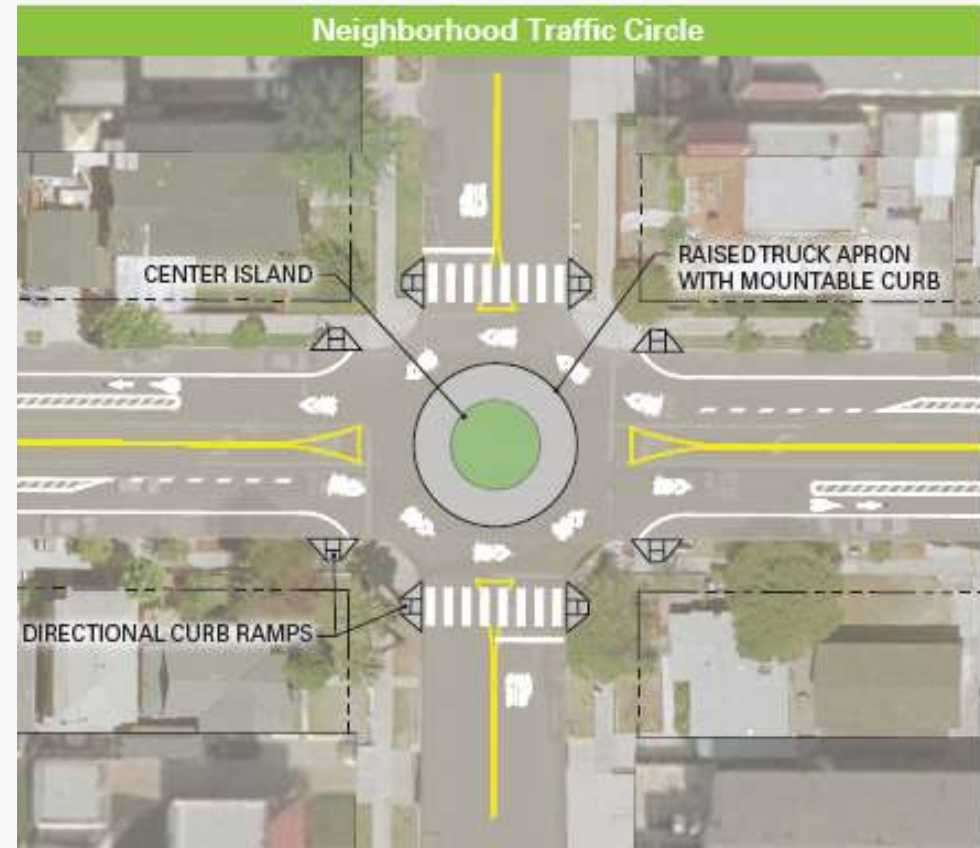 Neighborhood Traffic Circle
CENTER ISLAND
RAISED TRUCK APRON
WITH MOUNTABLE CURB
DIRECTIONAL CURB RAMPS